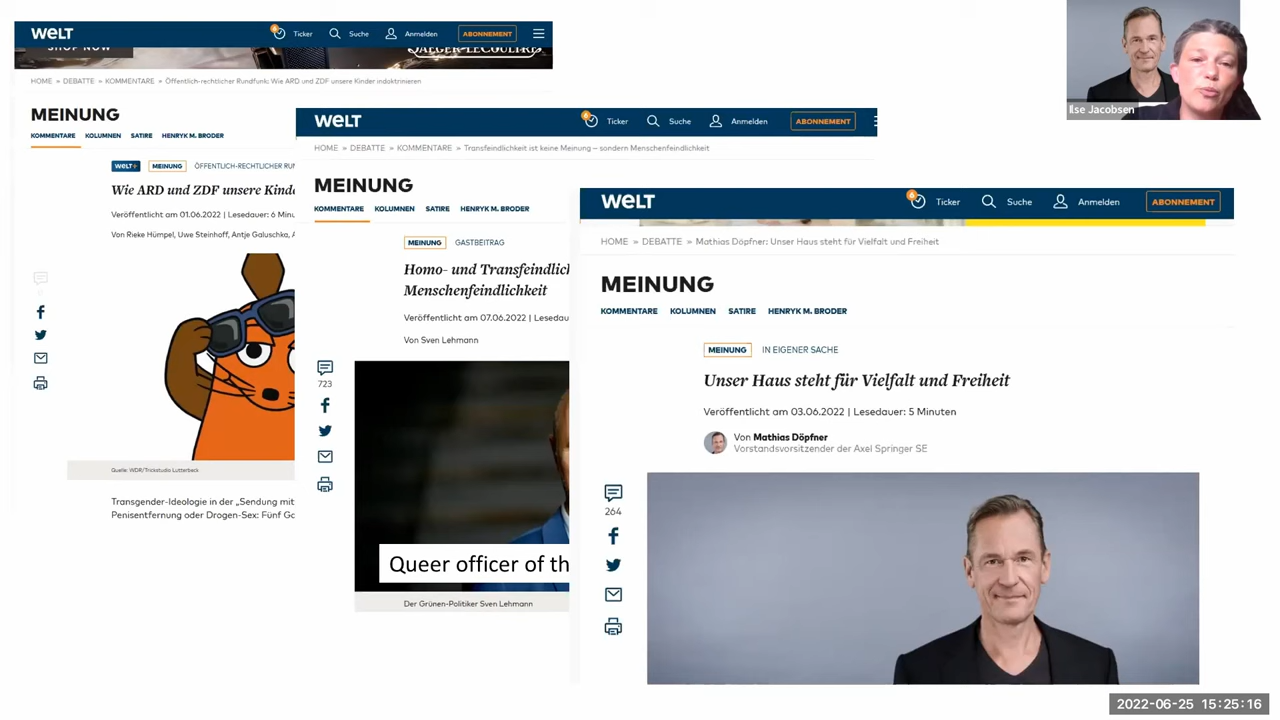 WELT
Ticker
Suche
Anmelden
ABONNEMENT
SHOP NOW
JAEGER-LECOULTRE
HOME » DEBATTE » KOMMENTARE » Öffentlich-rechtlicher Rundfunk: Wie ARD und ZDF unsere Kinder indoktrinieren
MEINUNG
KOMMENTARE KOLUMNEN SATIRE HENRYK M. BRODER
WELT+ MEINUNG ÖFFENTLICH-RECHTLICHER RUN
Wie ARD und ZDF unsere Kinde
Veröffentlicht am 01.06.2022 | Lesedauer: 6 Minu
Von Rieke Hümpel, Uwe Steinhoff, Antje Galuschka, A
Quelle: WDR/Trickstudio Lutterbeck
Transgender-Ideologie in der „Sendung mit
Penisentfernung oder Drogen-Sex: Fünf Ga
WELT
6
Ticker
Suche
Anmelden
ABONNEMENT
HOME » DEBATTE » KOMMENTARE » Transfeindlichkeit ist keine Meinung – sondern Menschenfeindlichkeit
MEINUNG
KOMMENTARE KOLUMNEN SATIRE HENRYK M. BRODER
MEINUNG GASTBEITRAG
Homo- und Transfeindlich
Menschenfeindlichkeit
Veröffentlicht am 07.06.2022 | Lesedau
Von Sven Lehmann
723
Queer officer of th
Der Grünen-Politiker Sven Lehmann
WELT
6
Ticker
Suche
Anmelden
ABONNEMENT
HOME » DEBATTE » Mathias Döpfner: Unser Haus steht für Vielfalt und Freiheit
MEINUNG
KOMMENTARE KOLUMNEN SATIRE HENRYK M. BRODER
MEINUNG IN EIGENER SACHE
Unser Haus steht für Vielfalt und Freiheit
Veröffentlicht am 03.06.2022 | Lesedauer: 5 Minuten
Von Mathias Döpfner
Vorstandsvorsitzender der Axel Springer SE
264
Ilse Jacobsen
2022-06-25 15:25:16